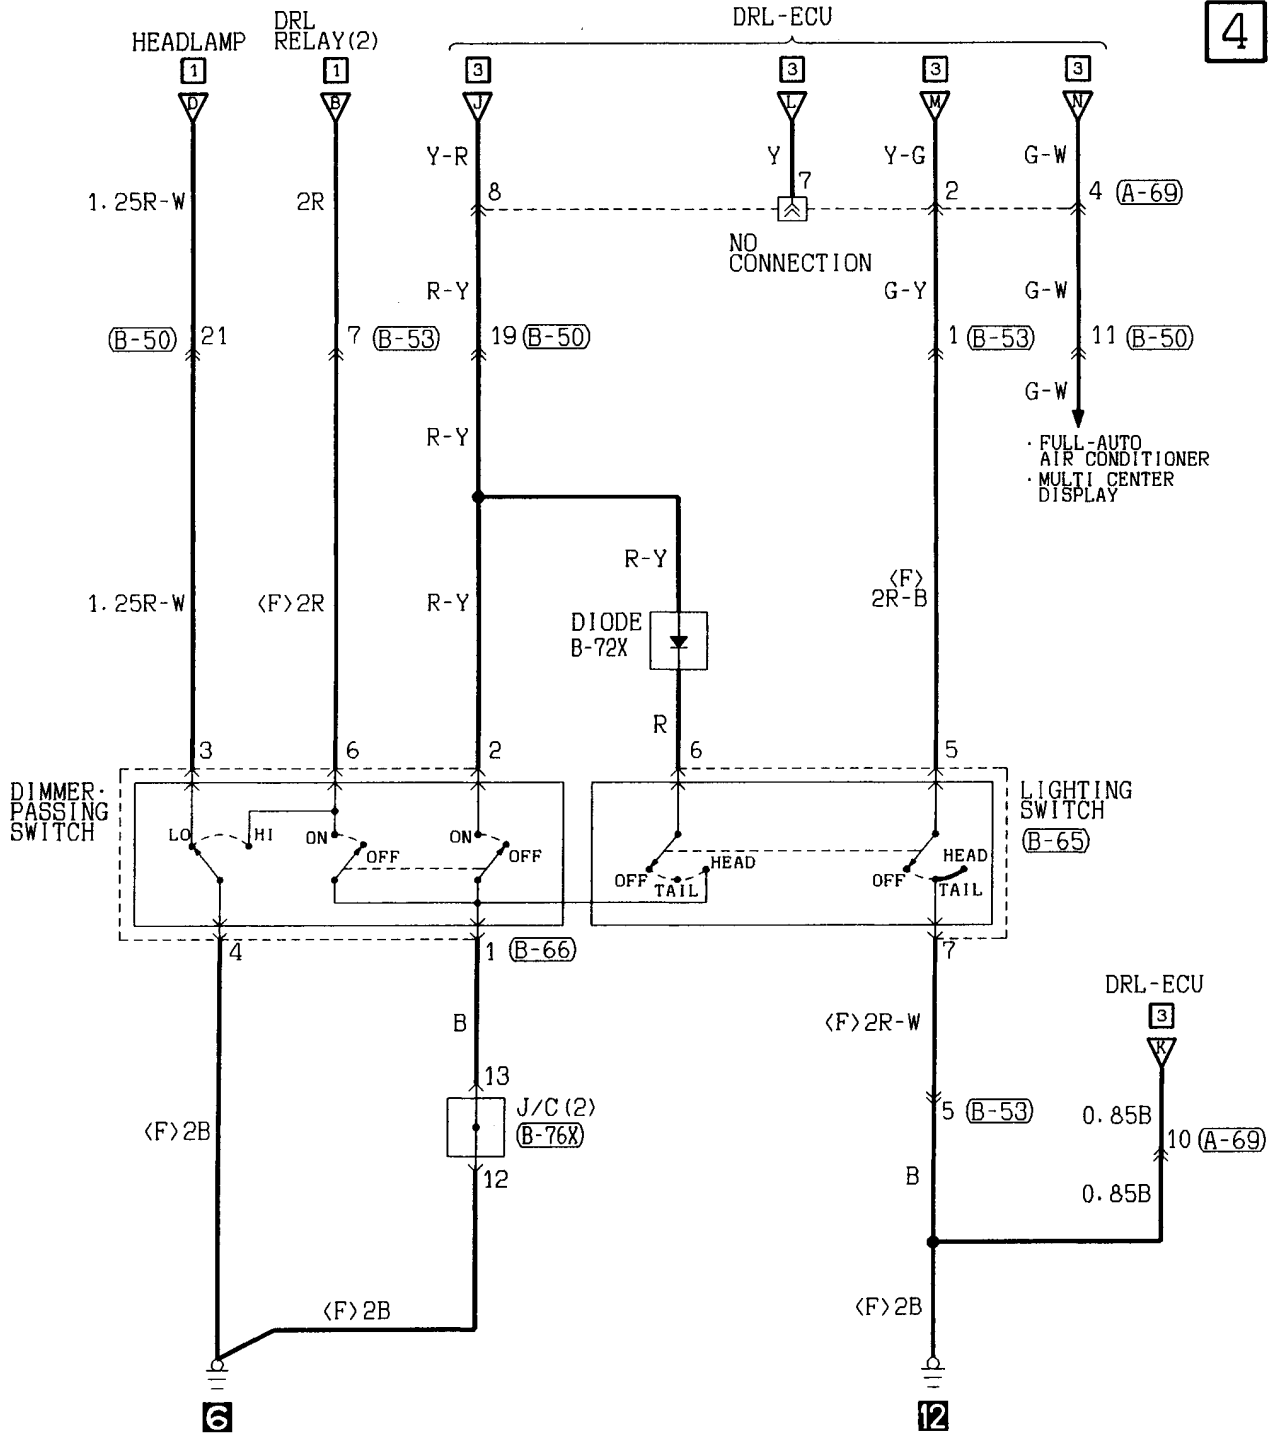 4
DRL-ECU
HEADLAMP
DRL
RELAY(2)
1
1
3
3
3
3
D
B
J
L
M
N
Y-R
Y
Y-G
G-W
1.25R-W
2R
8
7
2
4
A-69
NO
CONNECTION
R-Y
G-Y
G-W
B-50
21
7
B-53
19
B-50
1
B-53
11
B-50
G-W
R-Y
· FULL-AUTO
AIR CONDITIONER
· MULTI CENTER
DISPLAY
R-Y
<F>
2R-B
1.25R-W
<F>2R
R-Y
DIODE
B-72X
R
3
6
2
6
5
DIMMER·
PASSING
SWITCH
LIGHTING
SWITCH
B-65
LO
HI
ON
OFF
ON
OFF
OFF
TAIL
HEAD
OFF
TAIL
HEAD
4
1
B-66
7
DRL-ECU
3
K
B
<F>2R-W
13
J/C(2)
B-76X
12
5
B-53
0.85B
10
A-69
<F>2B
B
0.85B
<F>2B
<F>2B
6
12